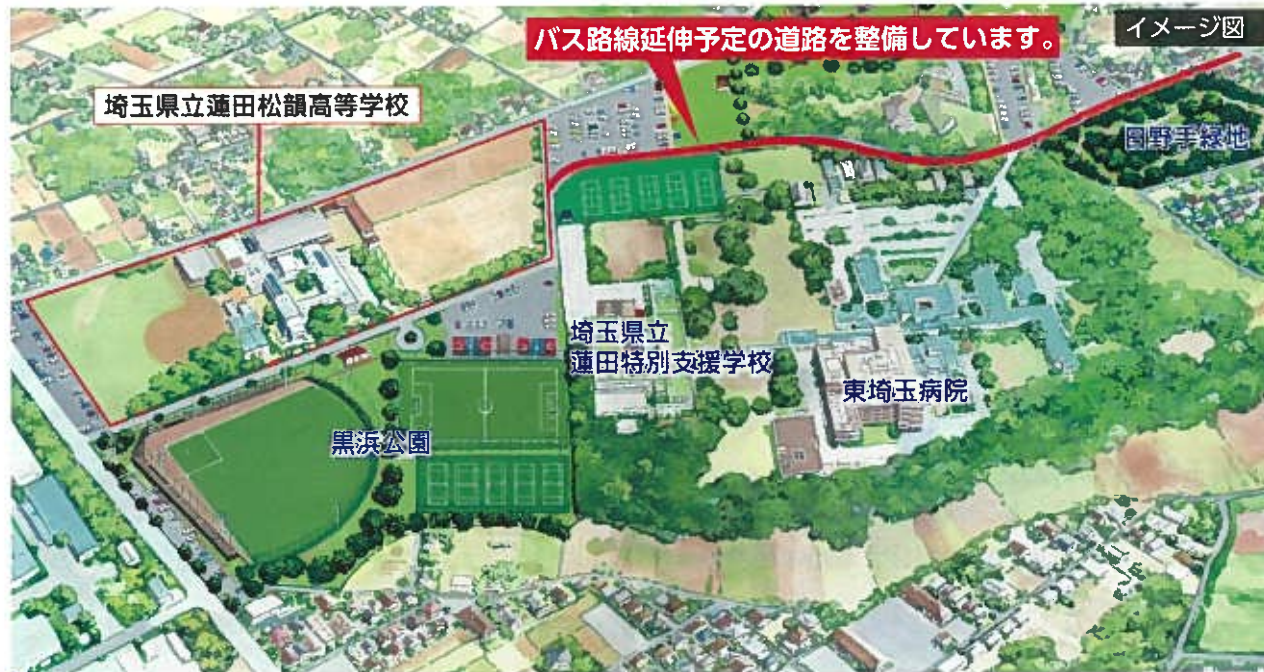 バス路線延伸予定の道路を整備しています。
イメージ図
埼玉県立蓮田松韻高等学校
日野手緑地
埼玉県立
蓮田特別支援学校
東埼玉病院
黒浜公園